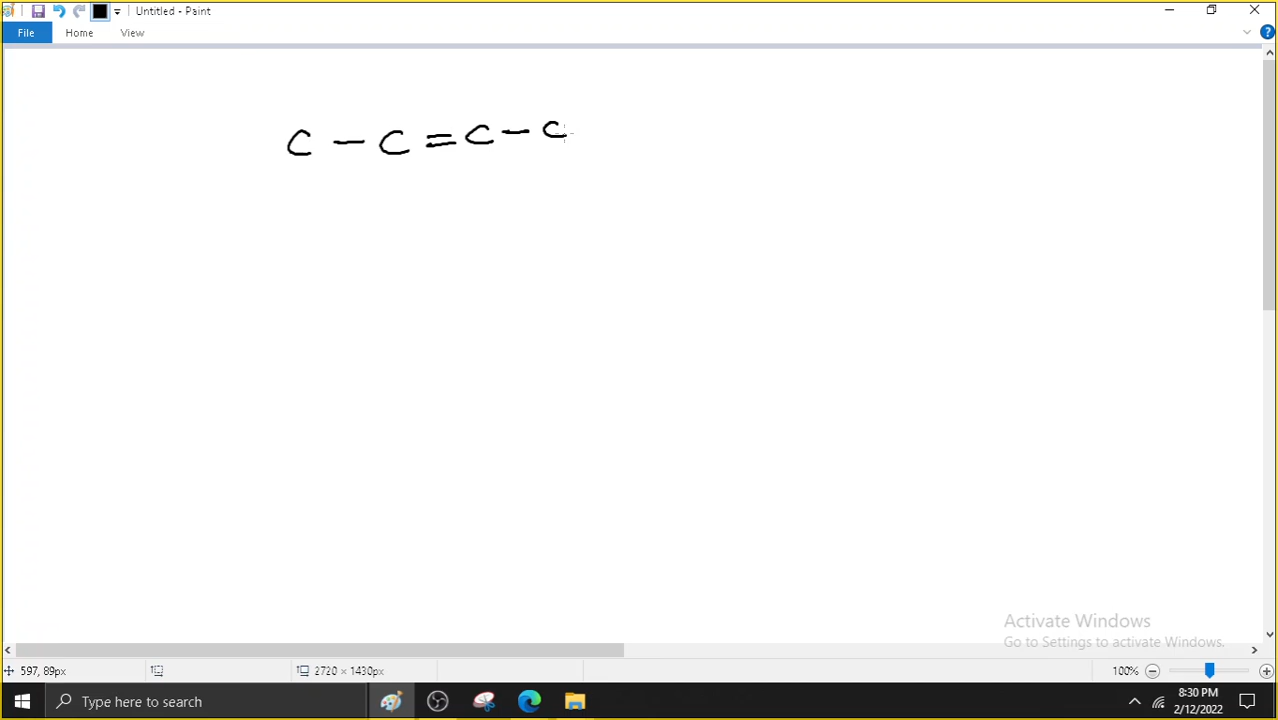 Untitled - Paint
File Home View
C - C = C - C
Activate Windows
Go to Settings to activate Windows.
597, 89px 2720 × 1430px 100%
Type here to search
8:30 PM
2/12/2022